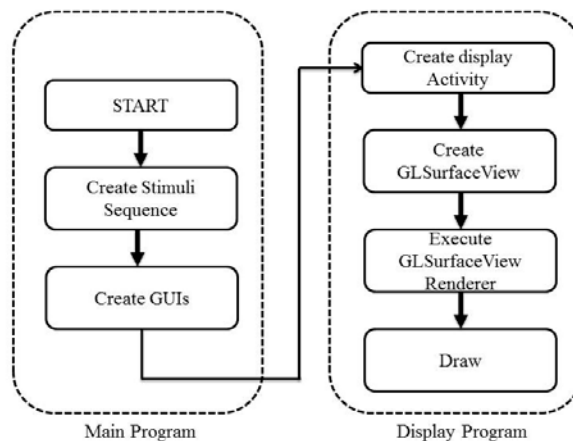 START
Create Stimuli
Sequence
Create GUIs
Main Program
Create display
Activity
Create
GLSurfaceView
Execute
GLSurfaceView
Renderer
Draw
Display Program